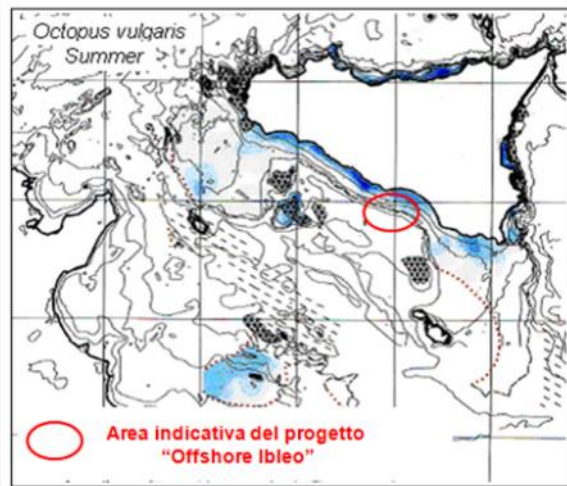 Octopus vulgaris
Summer
Area indicativa del progetto
"Offshore Ibleo"